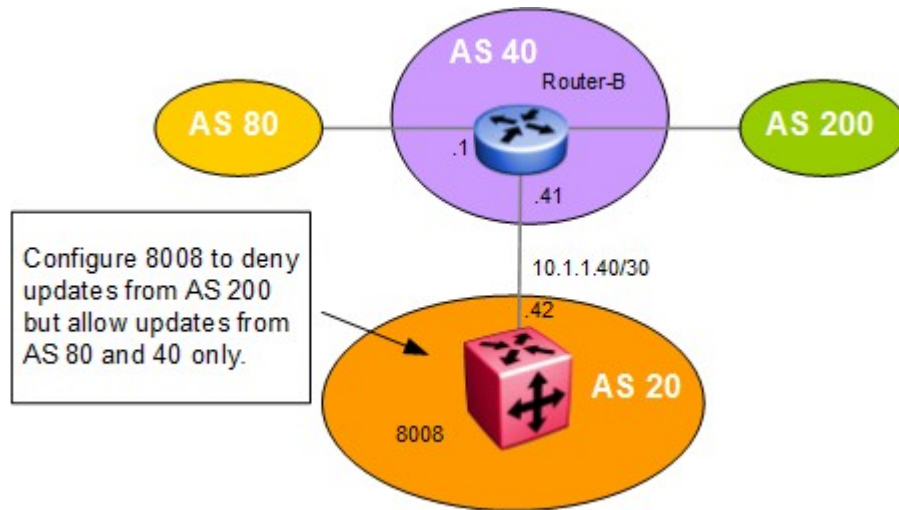 AS 40
Router-B
AS 80
AS 200
.1
.41
Configure 8008 to deny
updates from AS 200
but allow updates from
AS 80 and 40 only.
10.1.1.40/30
.42
AS 20
8008